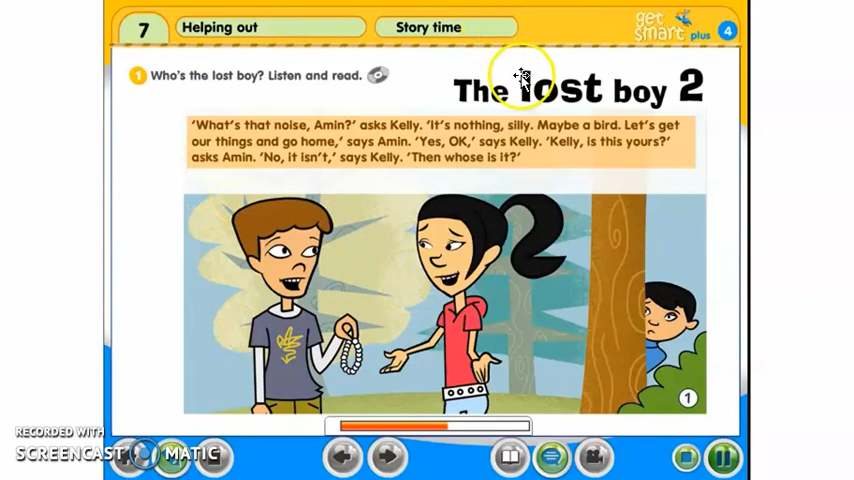 7 Helping out Story time get smart plus 4
1 Who's the lost boy? Listen and read.
The lost boy 2
'What's that noise, Amin?' asks Kelly. 'It's nothing, silly. Maybe a bird. Let's get
our things and go home,' says Amin. 'Yes, OK,' says Kelly. 'Kelly, is this yours?'
asks Amin. 'No, it isn't,' says Kelly. 'Then whose is it?'
1
RECORDED WITH
SCREENCAST MATIC